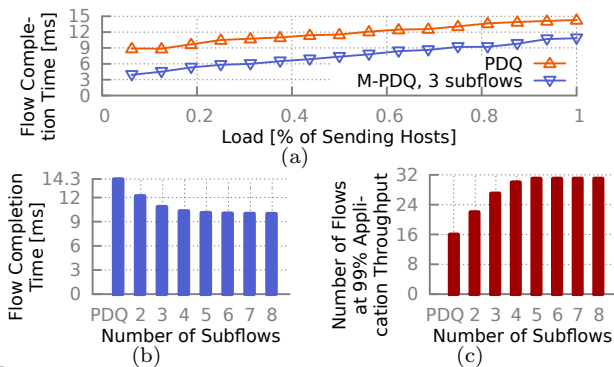 Flow Comple-
tion Time [ms]
15
12
9
6
3
0
PDQ
M-PDQ, 3 subflows
0 0.2 0.4 0.6 0.8 1
Load [% of Sending Hosts]
(a)
Flow Completion
Time [ms]
14.3
12
9
6
3
0
PDQ 2 3 4 5 6 7 8
Number of Subflows
(b)
Number of Flows
at 99% Appli-
cation Throughput
32
24
16
8
0
PDQ 2 3 4 5 6 7 8
Number of Subflows
(c)